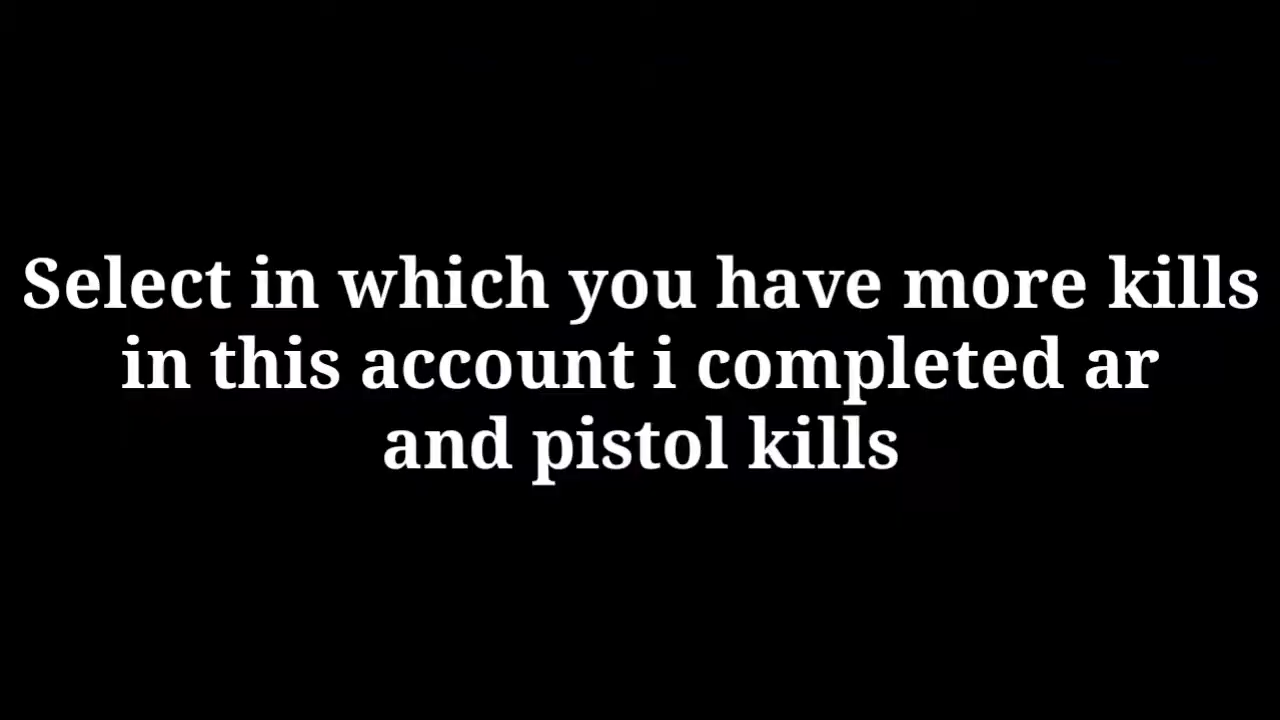 Select in which you have more kills
in this account i completed ar
and pistol kills